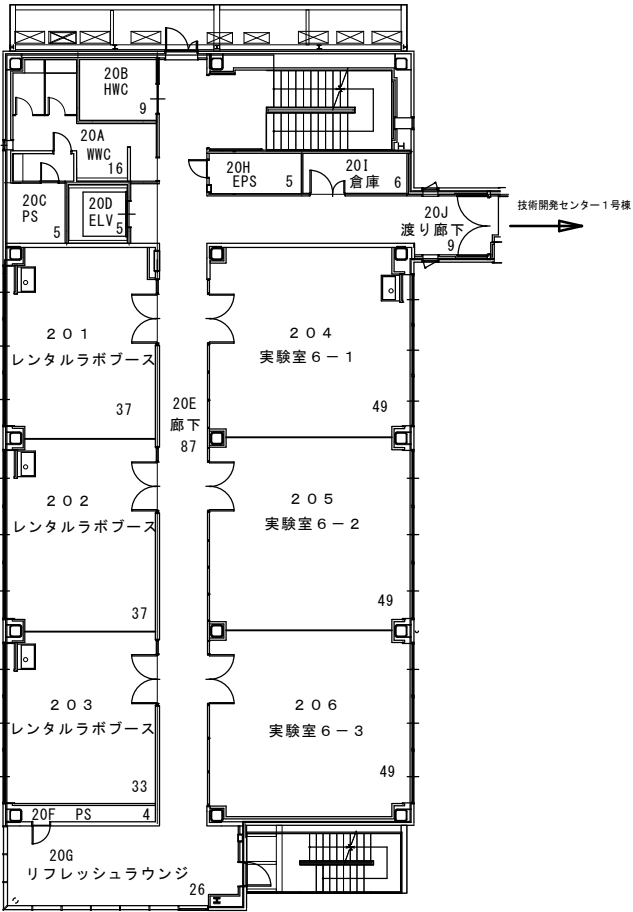 20B
HWC
9
20A
WWC
16
20H
EPS
5
20I
倉庫
6
20C
PS
5
20D
ELV
5
20J
渡り廊下
9
技術開発センター１号棟
２０１
レンタルラボブース
37
２０４
実験室６－１
49
20E
廊下
87
２０２
レンタルラボブース
37
２０５
実験室６－２
49
２０３
レンタルラボブース
33
２０６
実験室６－３
49
20F PS 4
20G
リフレッシュラウンジ
26